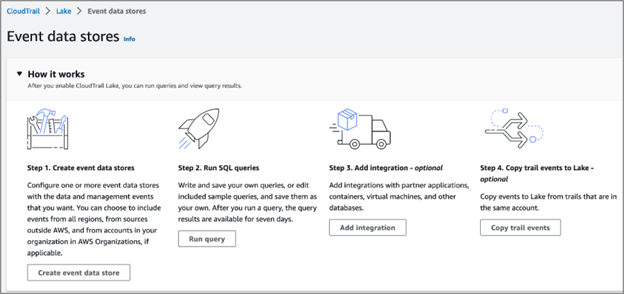 CloudTrail > Lake > Event data stores
Event data stores Info
▼ How it works
After you enable CloudTrail Lake, you can run queries and view query results.
Step 1. Create event data stores
Configure one or more event data stores
with the data and management events
that you want. You can choose to include
events from all regions, from sources
outside AWS, and from accounts in your
organization in AWS Organizations, if
applicable.
Create event data store
Step 2. Run SQL queries
Write and save your own queries, or edit
included sample queries, and save them as
your own. After you run a query, the query
results are available for seven days.
Run query
Step 3. Add integration - optional
Add integrations with partner applications,
containers, virtual machines, and other
databases.
Add integration
Step 4. Copy trail events to Lake -
optional
Copy events to Lake from trails that are in
the same account.
Copy trail events